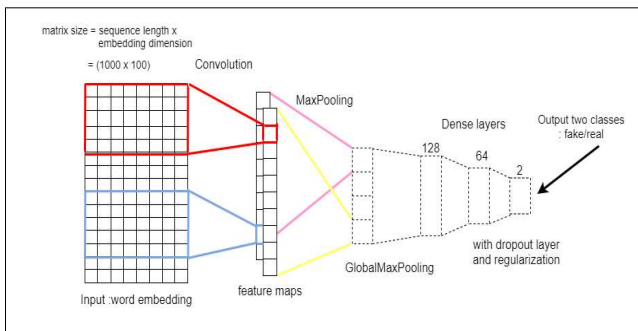 matrix size = sequence length x
embedding dimension
= (1000 x 100)
Convolution
MaxPooling
Dense layers
Output two classes
: fake/real
128
64
2
with dropout layer
and regularization
GlobalMaxPooling
feature maps
Input :word embedding